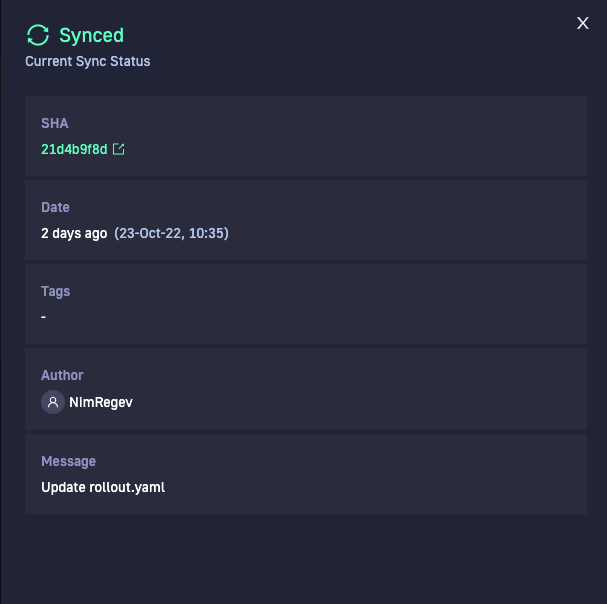 X
Synced
Current Sync Status
SHA
21d4b9f8d
Date
2 days ago (23-Oct-22, 10:35)
Tags
-
Author
NimRegev
Message
Update rollout.yaml